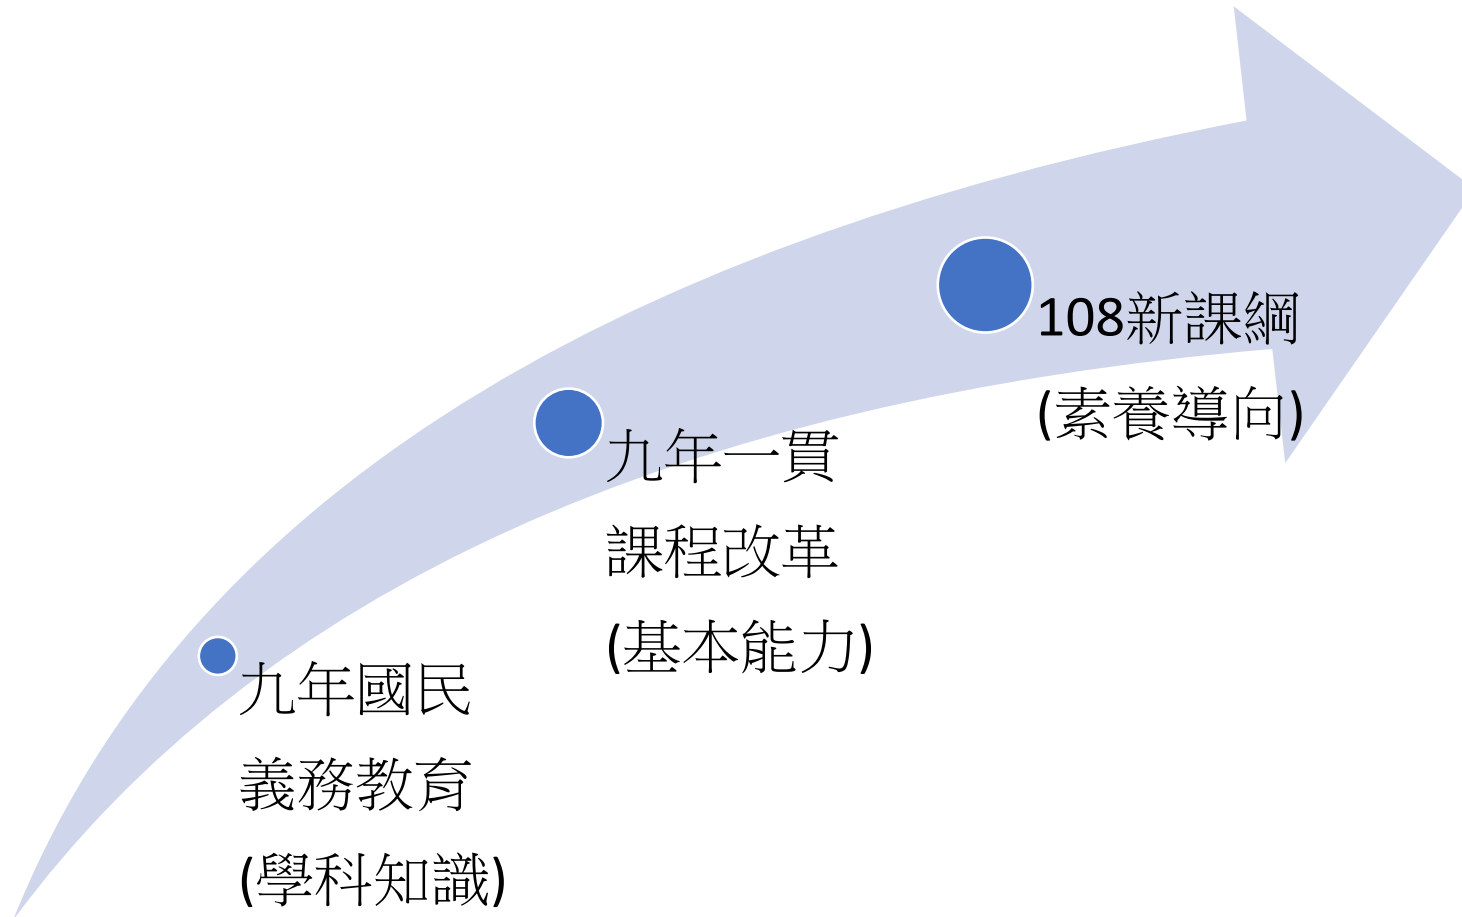 九年國民
義務教育
(學科知識)
九年一貫
課程改革
(基本能力)
108新課綱
(素養導向)